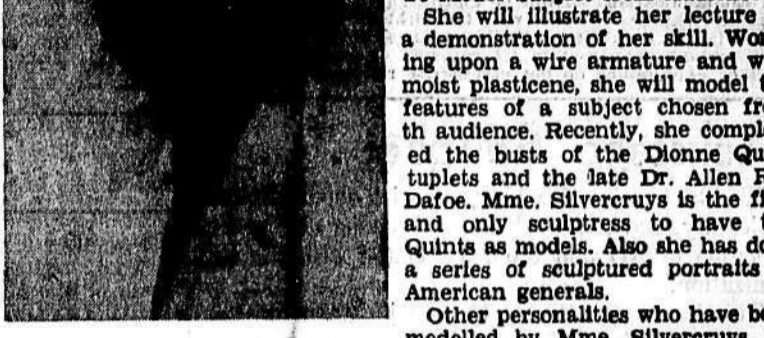 She will illustrate her lecture
a demonstration of her skill. Wor
ing upon a wire armature and w
moist plasticene, she will model t
features of a subject chosen fr
th audience. Recently, she comple
ed the busts of the Dionne Qu
tuplets and the late Dr. Allen R
Dafoe. Mme. Silvercruys is the fi
and only sculptress to have t
Quints as models. Also she has do
a series of sculptured portraits
American generals.
Other personalities who have be
modelled by Mme. Silvercruys